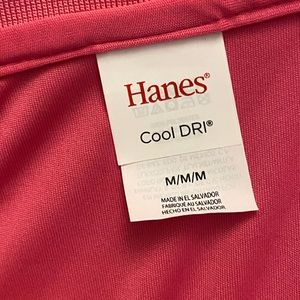 Hanes®
Cool DRI®
M/M/M
MADE IN EL SALVADOR
FABRIQUÉ AU SALVADOR
HECHO EN EL SALVADOR